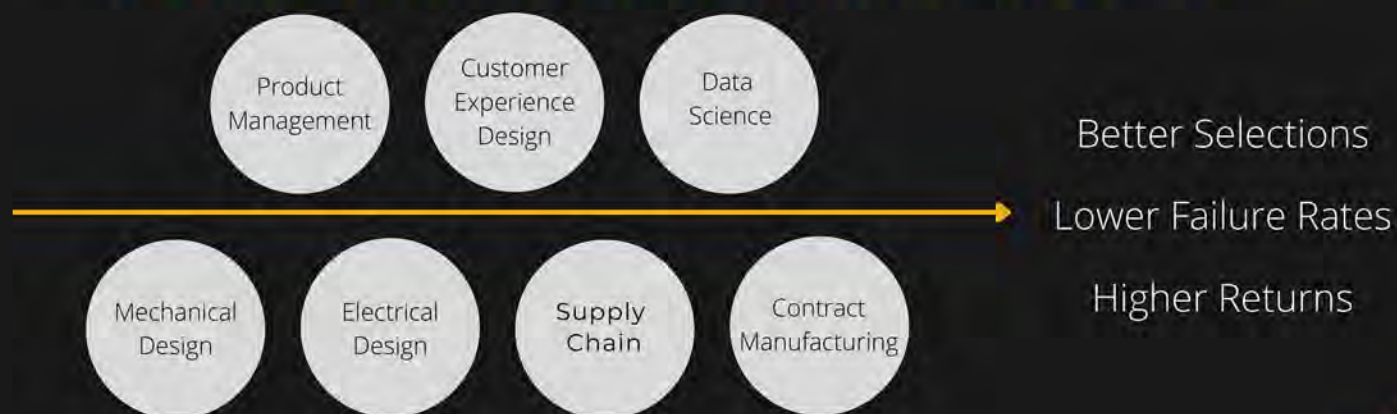 Product
Management
Customer
Experience
Design
Data
Science
Better Selections
Lower Failure Rates
Higher Returns
Mechanical
Design
Electrical
Design
Supply
Chain
Contract
Manufacturing